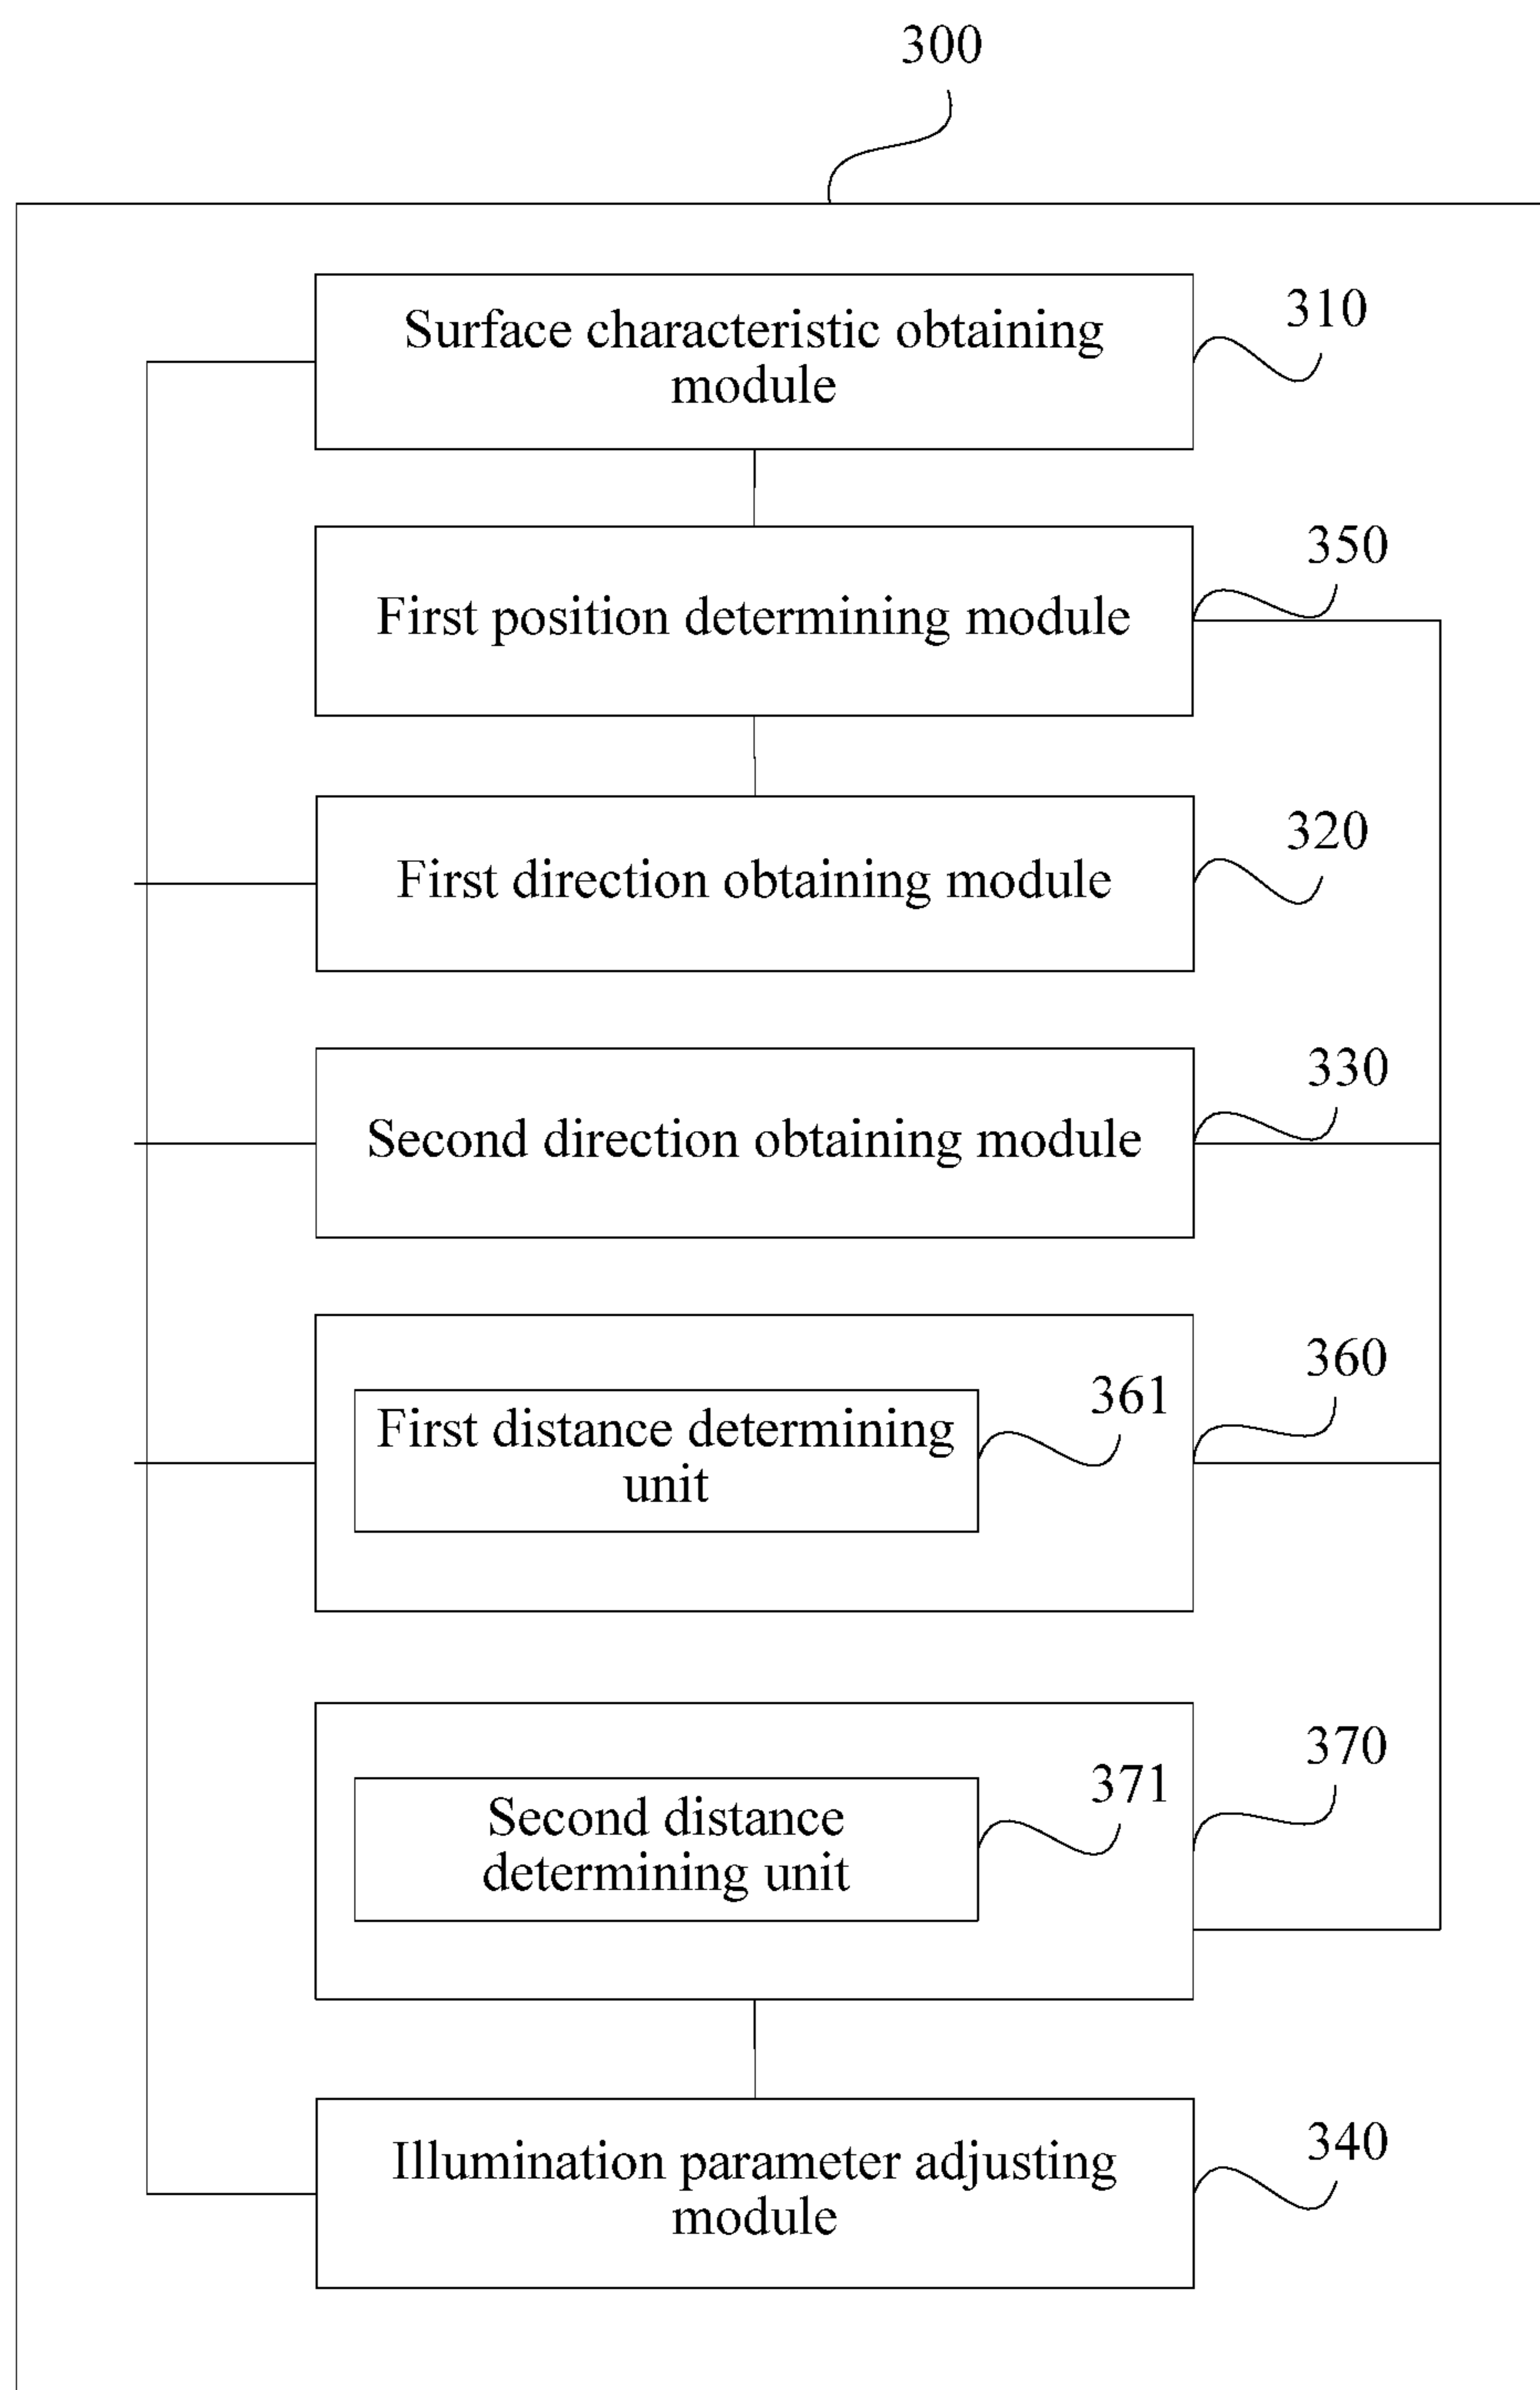 300
Surface characteristic obtaining
module
310
First position determining module
350
First direction obtaining module
320
Second direction obtaining module
330
First distance determining
unit
361
360
Second distance
determining unit
371
370
Illumination parameter adjusting
module
340